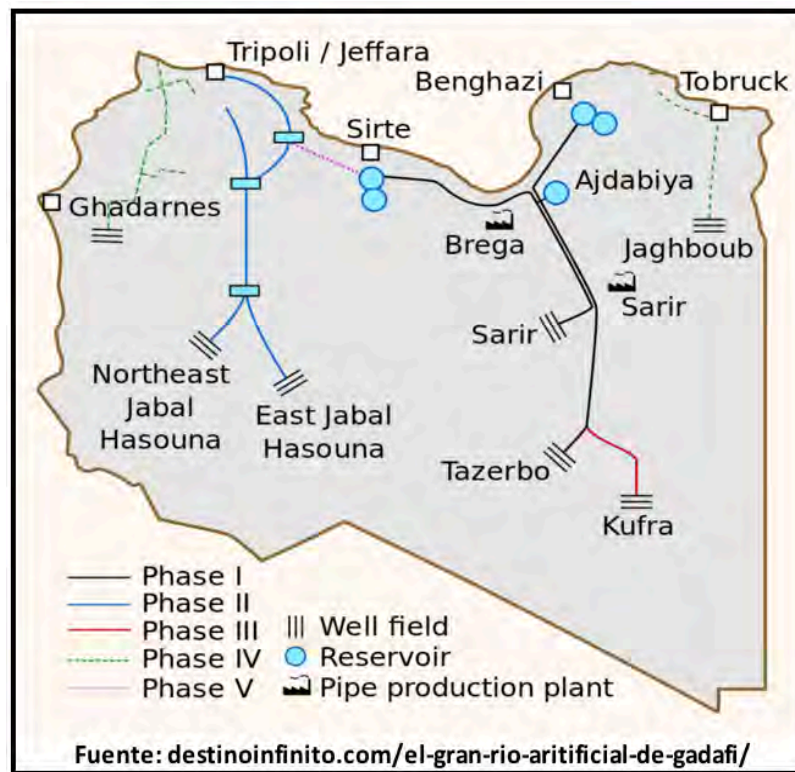 Tripoli / Jeffara
Benghazi
Tobruck
Sirte
Ghadarnes
Ajdabiya
Brega
Jaghboub
Sarir
Sarir
Northeast
Jabal
Hasouna
East Jabal
Hasouna
Tazerbo
Kufra
Phase I
Phase II
Phase III
Phase IV
Phase V
Well field
Reservoir
Pipe production plant
Fuente: destinoinfinito.com/el-gran-rio-aritificial-de-gadafi/